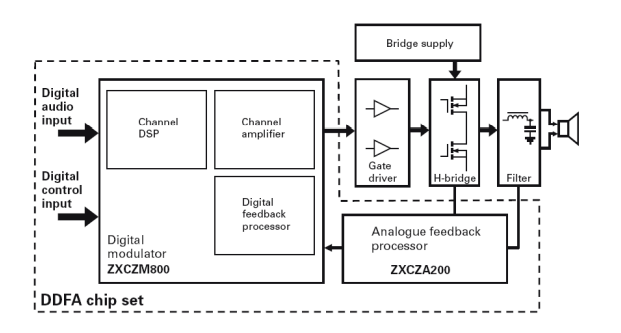 Bridge supply
Digital
audio
input
Digital
control
input
Channel
DSP
Channel
amplifier
Digital
feedback
processor
Digital
modulator
ZXCZM800
Gate
driver
H-bridge
Filter
Analogue feedback
processor
ZXCZA200
DDFA chip set